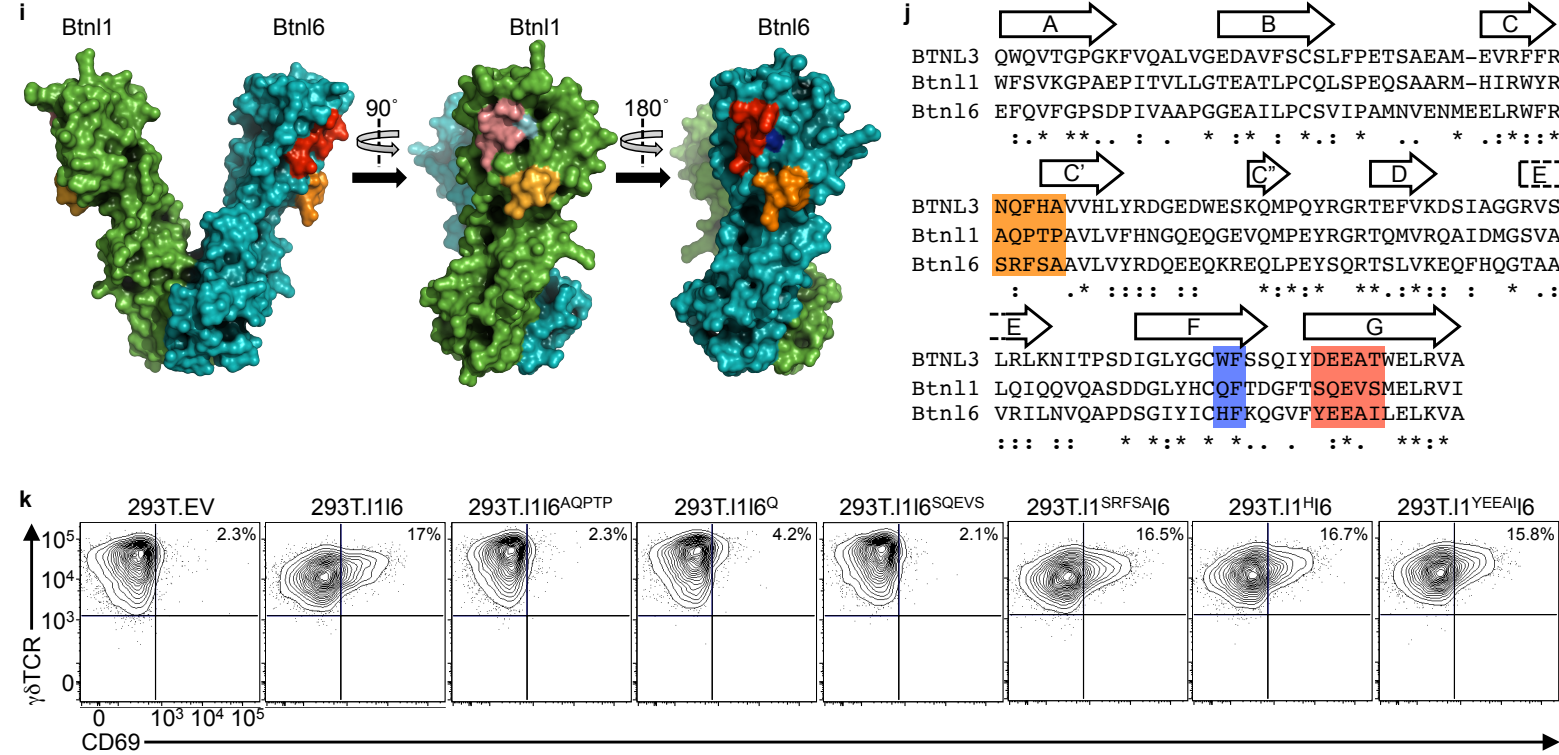 i
Btnl1 Btnl6 Btnl1 Btnl6
90° 180°
j
A B C
BTNL3 QWQVTGPGKFVQALVGEDAVFSCSLFPETSAEAM-EVRFFR
Btnl1 WFSVKGPAEPITVLLGTEATLPCQLSPEQSAARM-HIRWYR
Btnl6 EFQVFGPSDPIVAAPGGEAILPCSVIPAMNVENMEELRWFR
:.* **.. : . * *.* *.: * .. * .:*:::*
C' C” D E
BTNL3 NQFHAVVHLYRDGEDWESKQMPQYRGRTEFVKDSIAGGRVS
Btnl1 AQPTPAVLVFHNGQEQGEVQMPEYRGRTQMVRQAIDMGSVA
Btnl6 SRFSAAVLVYRDQEEQKREQLPEYSQRTSLVKEQFHQGTAA
: .* :::: :: *:*:* **.:*:: : * .:
E F G
BTNL3 LRLKNITPSDIGLYGCWFSSQIYDEEATWELRVA
Btnl1 LQIQQVQASDDGLYHCQFTDGFTSQEVSMELRVI
Btnl6 VRILNVQAPDSGIYICHFKQGVFYEEAILELKVA
::: :: * *:* * *.. . :*. **:*
k
293T.EV 293T.l1l6 293T.l1l6AQPTP 293T.l1l6Q 293T.l1l6SQEVS 293T.l1SRFSAl6 293T.l1Hl6 293T.l1YEEAIl6
2.3% 17% 2.3% 4.2% 2.1% 16.5% 16.7% 15.8%
γδTCR
10⁵
10⁴
10³
0
0 10³ 10⁴ 10⁵
CD69